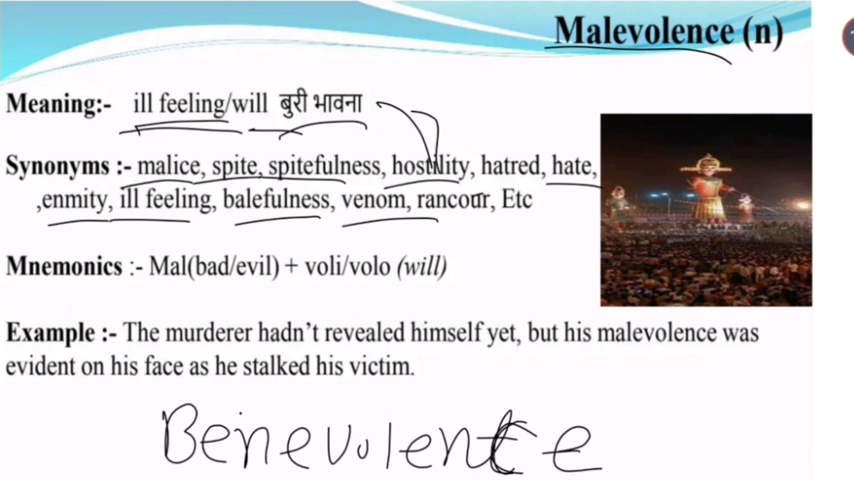 Malevolence (n)
Meaning:- ill feeling/will बुरी भावना
Synonyms :- malice, spite, spitefulness, hostility, hatred, hate,
,enmity, ill feeling, balefulness, venom, rancour, Etc
Mnemonics :- Mal(bad/evil) + voli/volo (will)
Example :- The murderer hadn't revealed himself yet, but his malevolence was
evident on his face as he stalked his victim.
Benevolence